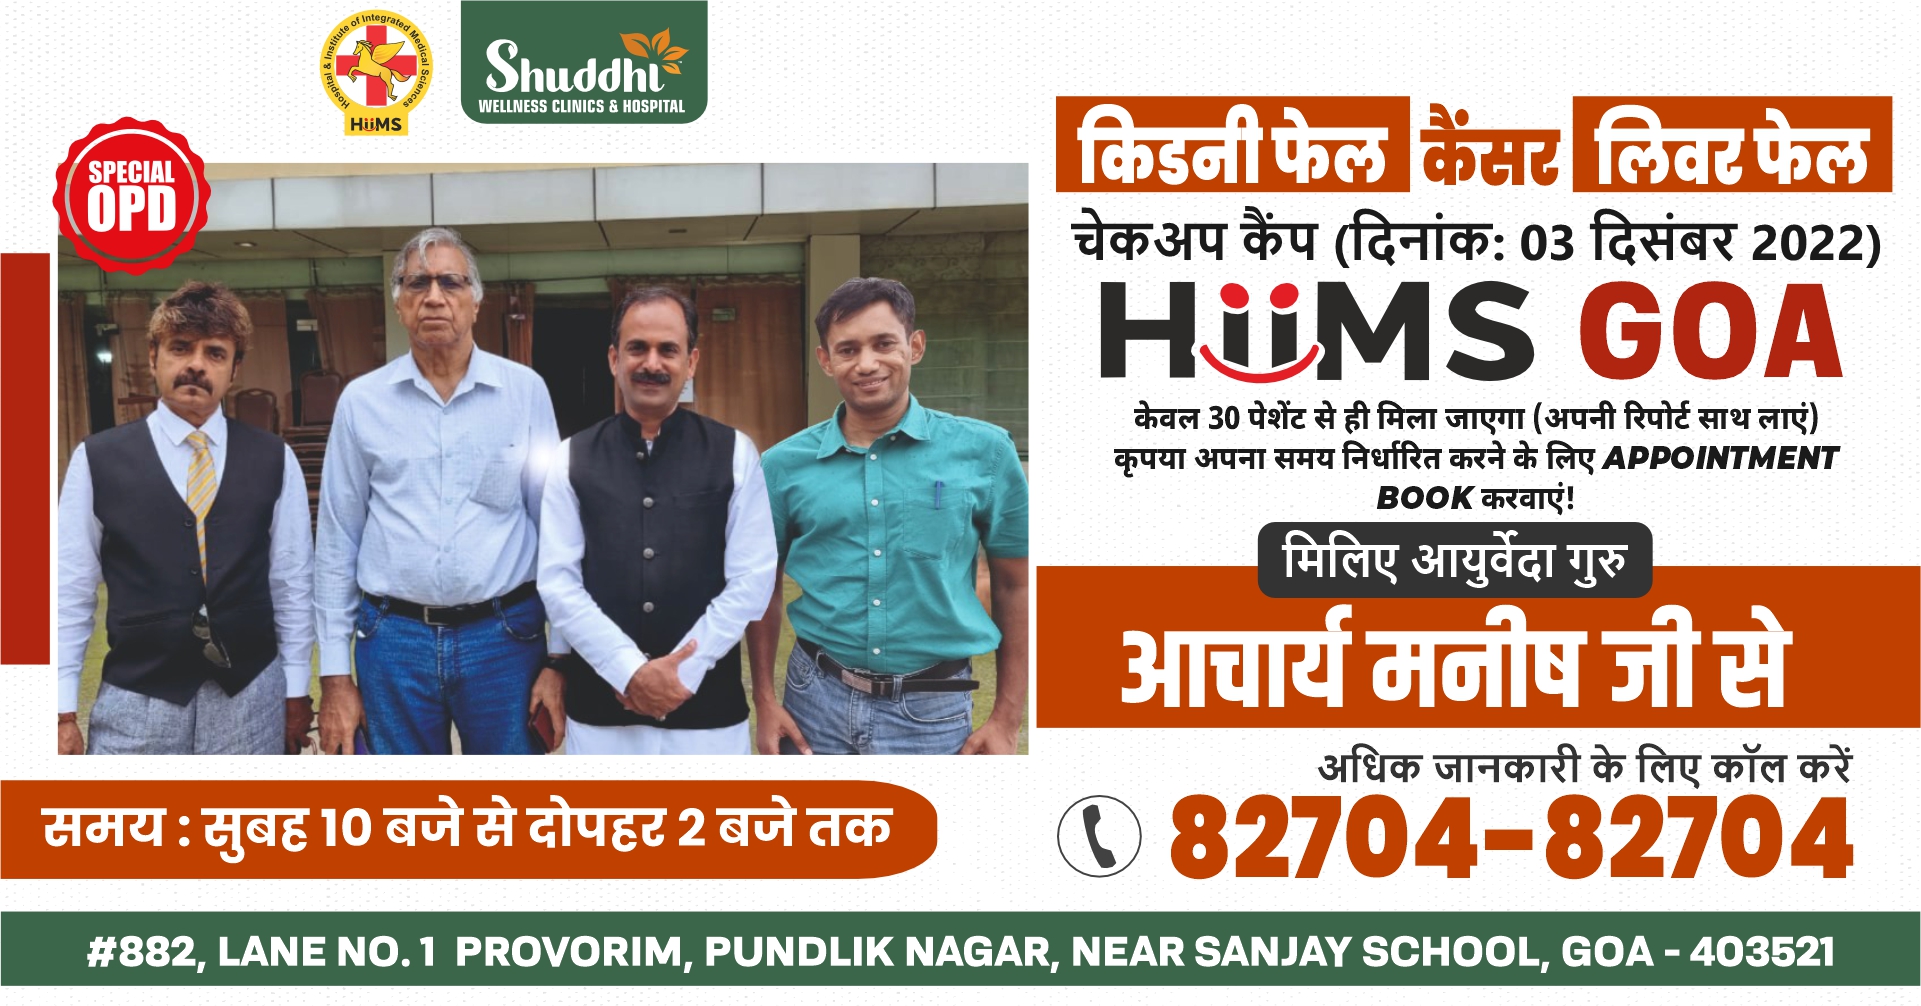 Hospital & Institute of Integrated Medical Sciences
HiiMS
Shuddhi
WELLNESS CLINICS & HOSPITAL
SPECIAL
OPD
किडनी फेल कैंसर लिवर फेल
चेकअप कैंप (दिनांक: 03 दिसंबर 2022)
HiiMS GOA
केवल 30 पेशेंट से ही मिला जाएगा (अपनी रिपोर्ट साथ लाएं)
कृपया अपना समय निर्धारित करने के लिए APPOINTMENT
BOOK करवाएं!
मिलिए आयुर्वेदा गुरु
आचार्य मनीष जी से
अधिक जानकारी के लिए कॉल करें
82704-82704
समय : सुबह 10 बजे से दोपहर 2 बजे तक
#882, LANE NO. 1 PROVORIM, PUNDLIK NAGAR, NEAR SANJAY SCHOOL, GOA - 403521